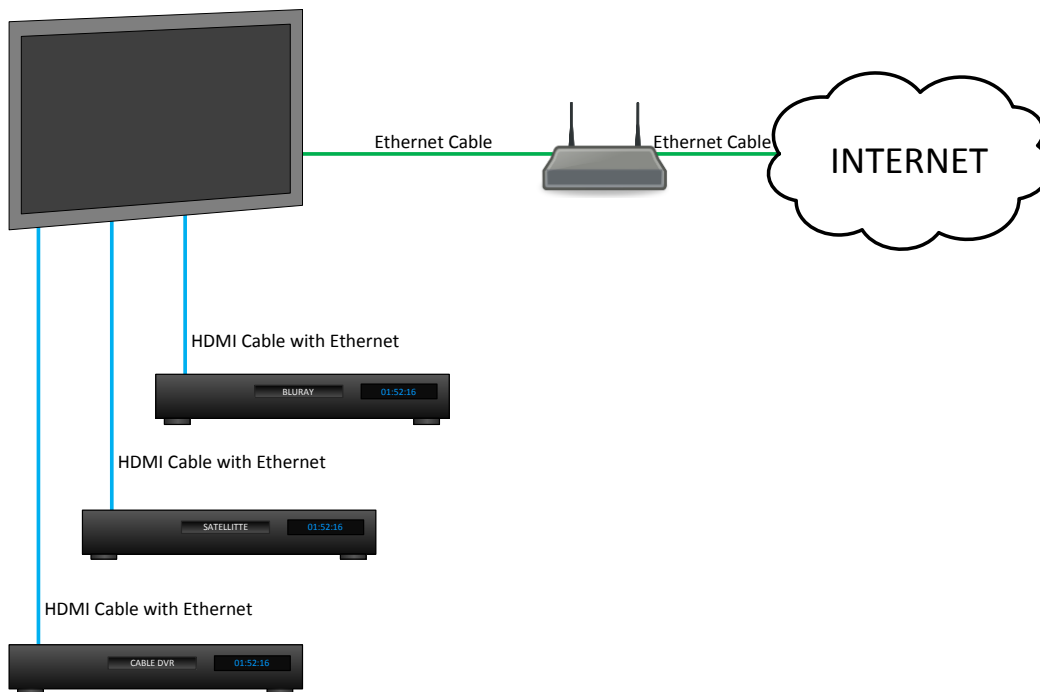 Ethernet Cable
Ethernet Cable
INTERNET
HDMI Cable with Ethernet
BLURAY
01:52:16
HDMI Cable with Ethernet
SATELLITTE
01:52:16
HDMI Cable with Ethernet
CABLE DVR
01:52:16